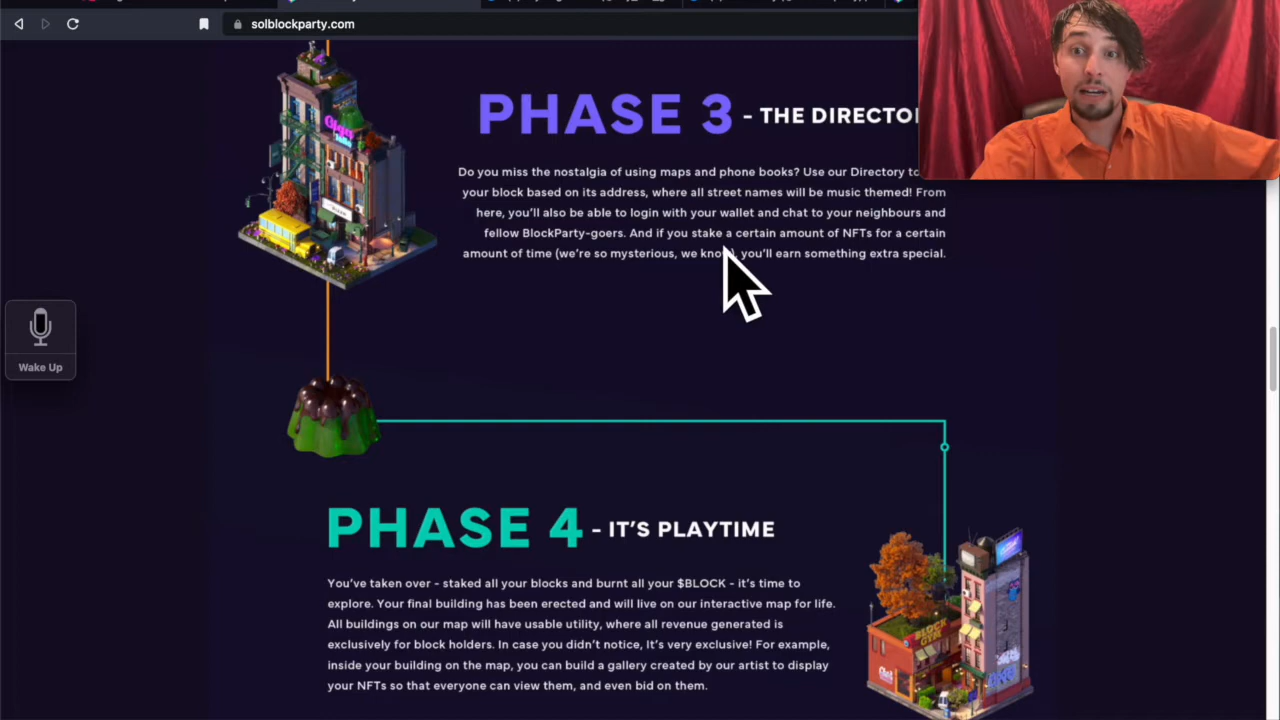 solblockparty.com
PHASE 3 - THE DIRECTO
Do you miss the nostalgia of using maps and phone books? Use our Directory to
your block based on its address, where all street names will be music themed! From
here, you'll also be able to login with your wallet and chat to your neighbours and
fellow BlockParty-goers. And if you stake a certain amount of NFTs for a certain
amount of time (we're so mysterious, we know), you'll earn something extra special.
Wake Up
PHASE 4 - IT'S PLAYTIME
You've taken over - staked all your blocks and burnt all your $BLOCK - it's time to
explore. Your final building has been erected and will live on our interactive map for life.
All buildings on our map will have usable utility, where all revenue generated is
exclusively for block holders. In case you didn't notice, It's very exclusive! For example,
inside your building on the map, you can build a gallery created by our artist to display
your NFTs so that everyone can view them, and even bid on them.
BLOCK
GYM